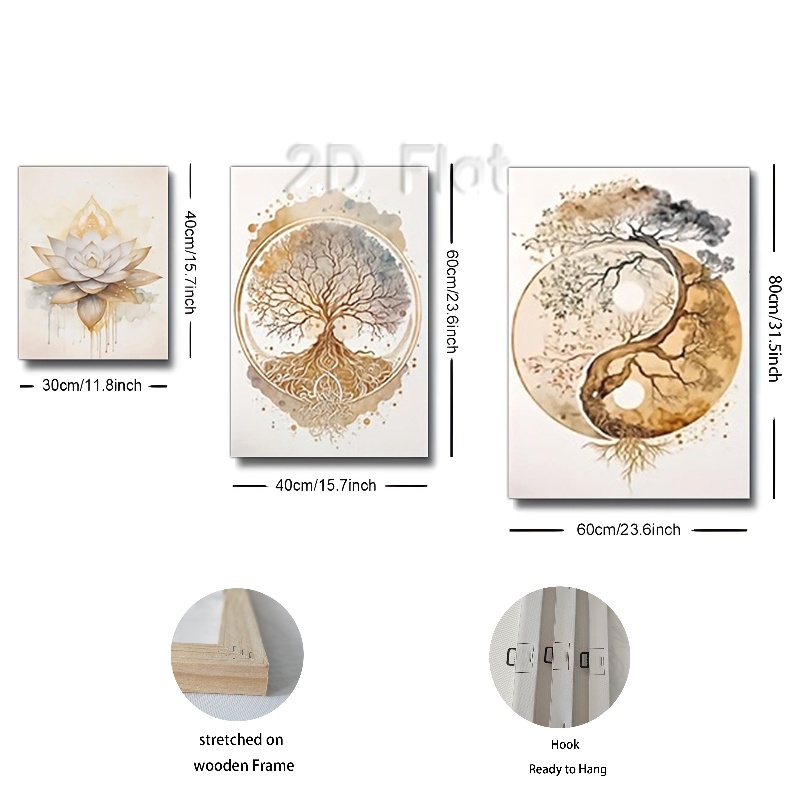 2D Flat
40cm/15.7inch
30cm/11.8inch
60cm/23.6inch
40cm/15.7inch
80cm/31.5inch
60cm/23.6inch
stretched on
wooden Frame
Hook
Ready to Hang